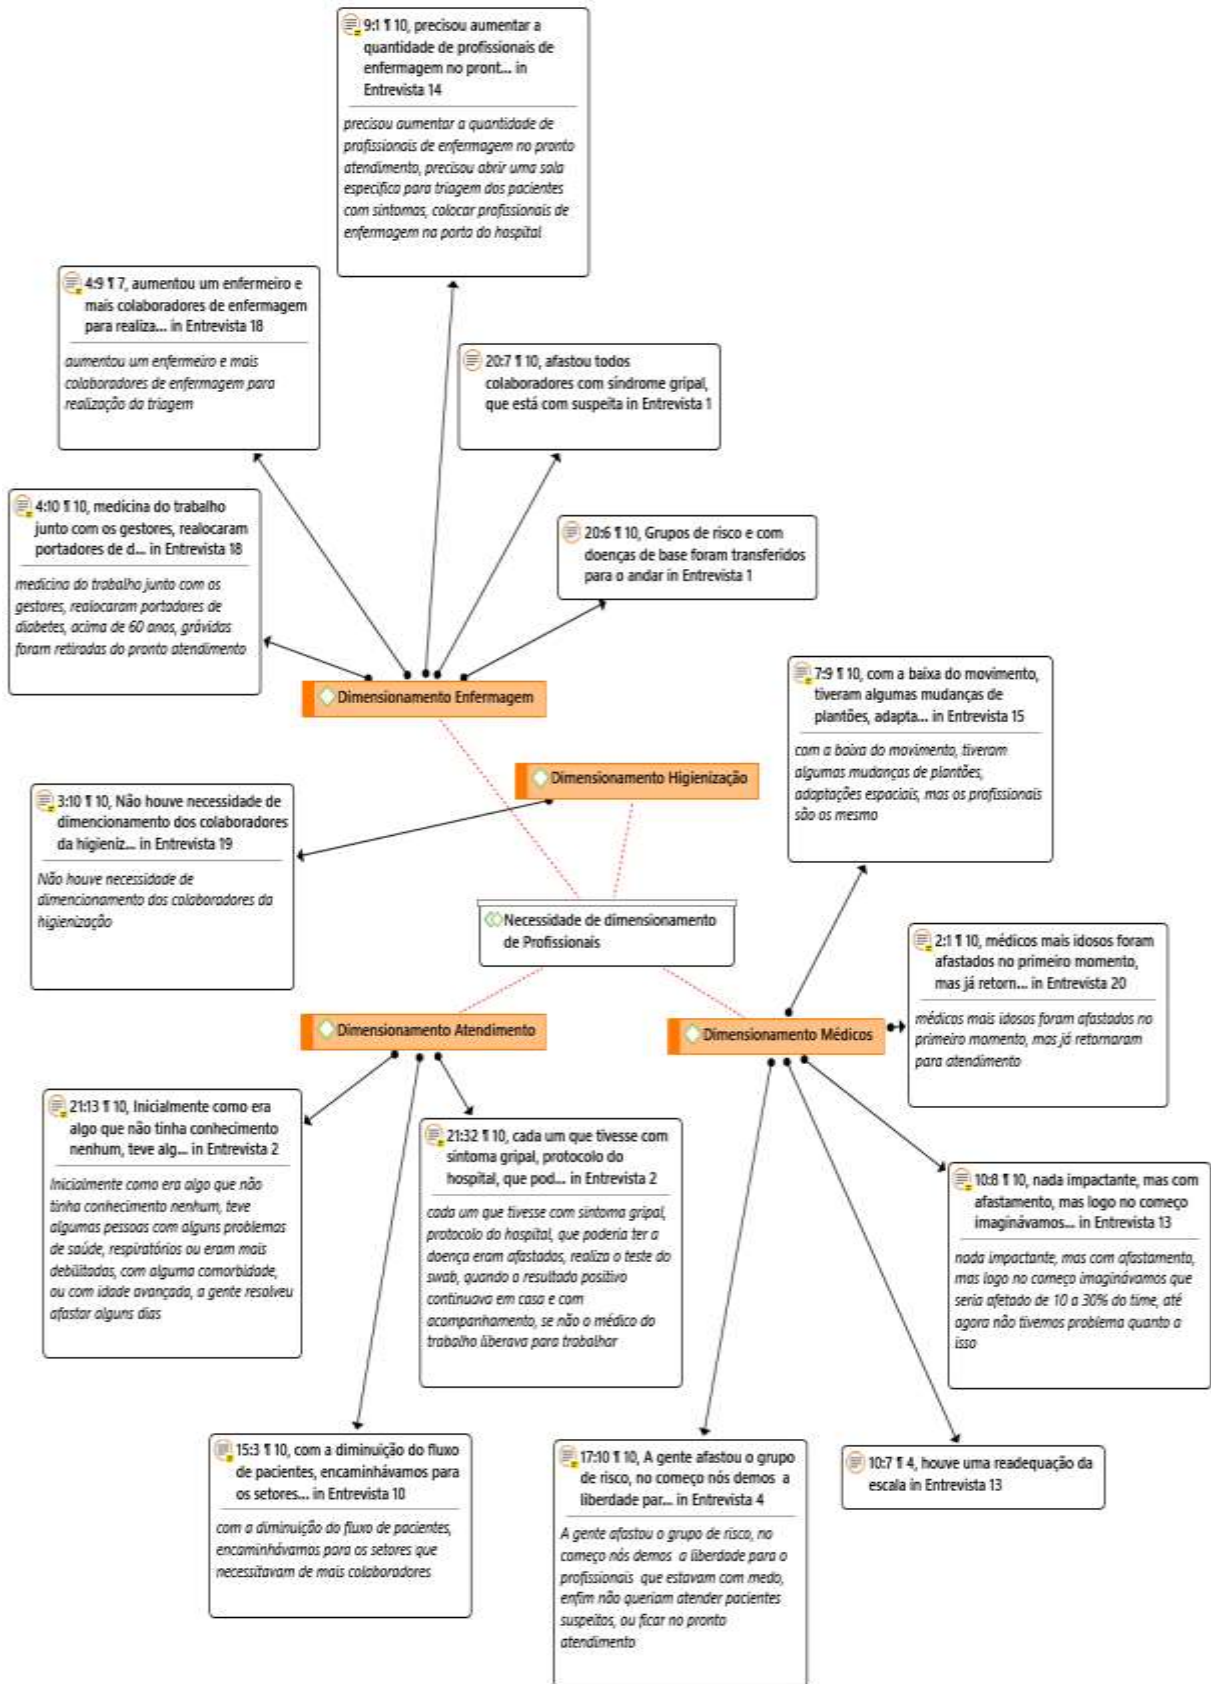 9:1 ¶ 10, precisou aumentar a
quantidade de profissionais de
enfermagem no pront... in
Entrevista 14
precisou aumentar a quantidade de
profissionais de enfermagem no pronto
atendimento, precisou abrir uma sala
especifica para triagem dos pacientes
com sintomas, colocar profissionais de
enfermagem na porta do hospital
4:9 ¶ 7, aumentou um enfermeiro e
mais colaboradores de enfermagem
para realiza... in Entrevista 18
aumentou um enfermeiro e mais
colaboradores de enfermagem para
realização da triagem
20:7 ¶ 10, afastou todos
colaboradores com síndrome gripal,
que está com suspeita in Entrevista 1
4:10 ¶ 10, medicina do trabalho
junto com os gestores, realocaram
portadores de d... in Entrevista 18
medicina do trabalho junto com os
gestores, realocaram portadores de
diabetes, acima de 60 anos, grávidas
foram retiradas do pronto atendimento
20:6 ¶ 10, Grupos de risco e com
doenças de base foram transferidos
para o andar in Entrevista 1
Dimensionamento Enfermagem
7:9 ¶ 10, com a baixa do movimento,
tiveram algumas mudanças de
plantões, adapta... in Entrevista 15
com a baixa do movimento, tiveram
algumas mudanças de plantões,
adaptações espaciais, mas os profissionais
são os mesmo
Dimensionamento Higienização
3:10 ¶ 10, Não houve necessidade de
dimencionamento dos colaboradores
da higieniz... in Entrevista 19
Não houve necessidade de
dimencionamento dos colaboradores da
higienização
Necessidade de dimensionamento
de Profissionais
2:1 ¶ 10, médicos mais idosos foram
afastados no primeiro momento,
mas já retorn... in Entrevista 20
médicos mais idosos foram afastados no
primeiro momento, mas já retornaram
para atendimento
Dimensionamento Atendimento
Dimensionamento Médicos
21:13 ¶ 10, Inicialmente como era
algo que não tinha conhecimento
nenhum, teve alg... in Entrevista 2
Inicialmente como era algo que não
tinha conhecimento nenhum, teve
algumas pessoas com alguns problemas
de saúde, respiratórios ou eram mais
debilitadas, com alguma comorbidade,
ou com idade avançada, a gente resolveu
afastar alguns dias
21:32 ¶ 10, cada um que tivesse com
sintoma gripal, protocolo do
hospital, que pod... in Entrevista 2
cada um que tivesse com sintoma gripal,
protocolo do hospital, que poderia ter a
doença eram afastados, realiza o teste do
swab, quando o resultado positivo
continuava em casa e com
acompanhamento, se não o médico do
trabalho liberava para trabalhar
10:8 ¶ 10, nada impactante, mas com
afastamento, mas logo no começo
imaginávamos... in Entrevista 13
nada impactante, mas com afastamento,
mas logo no começo imaginávamos que
seria afetado de 10 a 30% do time, até
agora não tivemos problema quanto a
isso
15:3 ¶ 10, com a diminuição do fluxo
de pacientes, encaminhávamos para
os setores... in Entrevista 10
com a diminuição do fluxo de pacientes,
encaminhávamos para os setores que
necessitavam de mais colaboradores
17:10 ¶ 10, A gente afastou o grupo
de risco, no começo nós demos a
liberdade par... in Entrevista 4
A gente afastou o grupo de risco, no
começo nós demos a liberdade para o
profissionais que estavam com medo,
enfim não queriam atender pacientes
suspeitos, ou ficar no pronto
atendimento
10:7 ¶ 4, houve uma readequação da
escala in Entrevista 13